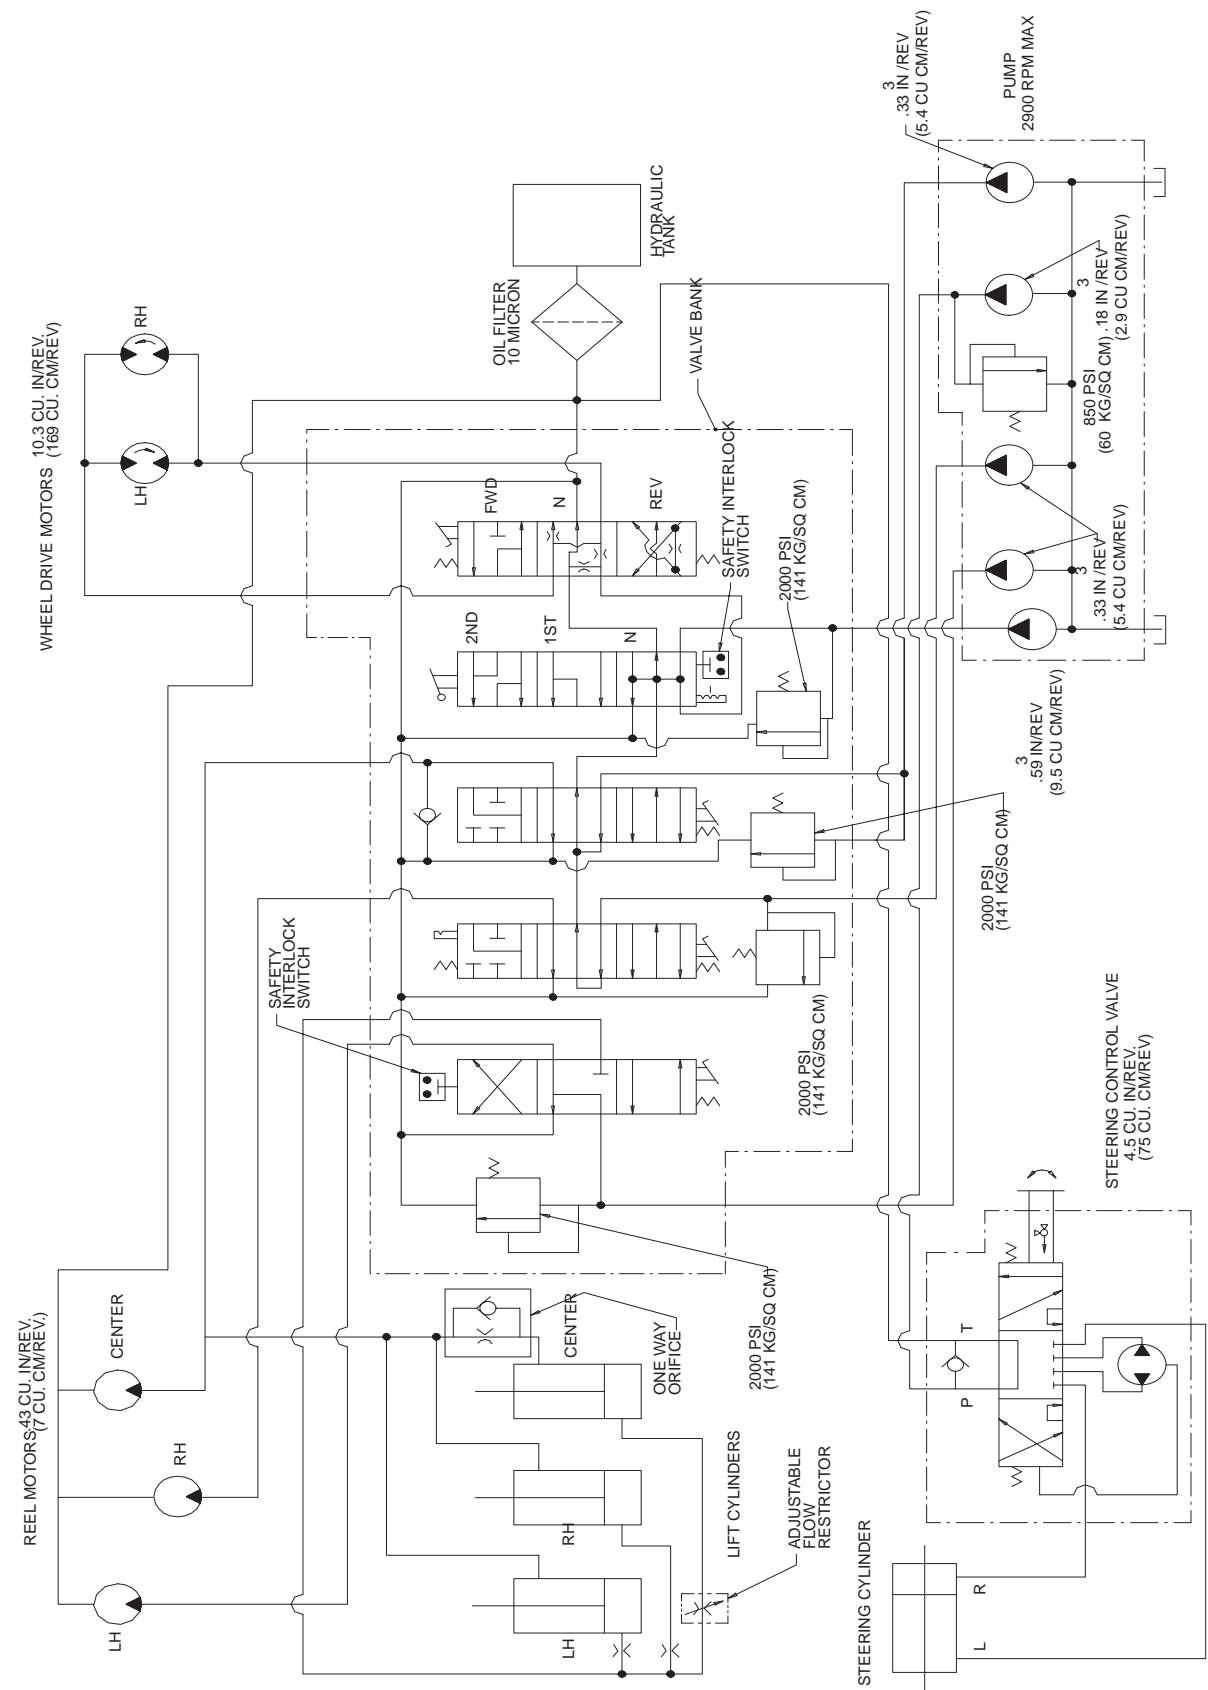 WHEEL DRIVE MOTORS
10.3 CU. IN/REV.
(169 CU. CM/REV)
LH
RH
OIL FILTER
10 MICRON
HYDRAULIC
TANK
VALVE BANK
SAFETY INTERLOCK
SWITCH
FWD
N
REV
2ND
1ST
N
2000 PSI
(141 KG/SQ CM)
2000 PSI
(141 KG/SQ CM)
2000 PSI
(141 KG/SQ CM)
2000 PSI
(141 KG/SQ CM)
SAFETY
INTERLOCK
SWITCH
3
.33 IN /REV
(5.4 CU CM/REV)
PUMP
2900 RPM MAX
3
.18 IN /REV
(2.9 CU CM/REV)
850 PSI
(60 KG/SQ CM)
3
.33 IN /REV
(5.4 CU CM/REV)
3
.59 IN/REV
(9.5 CU CM/REV)
REEL MOTORS
.43 CU. IN/REV.
(7 CU. CM/REV.)
CENTER
RH
LH
CENTER
ONE WAY
ORIFICE
RH
LH
LIFT CYLINDERS
ADJUSTABLE
FLOW
RESTRICTOR
STEERING CONTROL VALVE
4.5 CU. IN/REV.
(75 CU. CM/REV)
T
P
STEERING CYLINDER
R
L